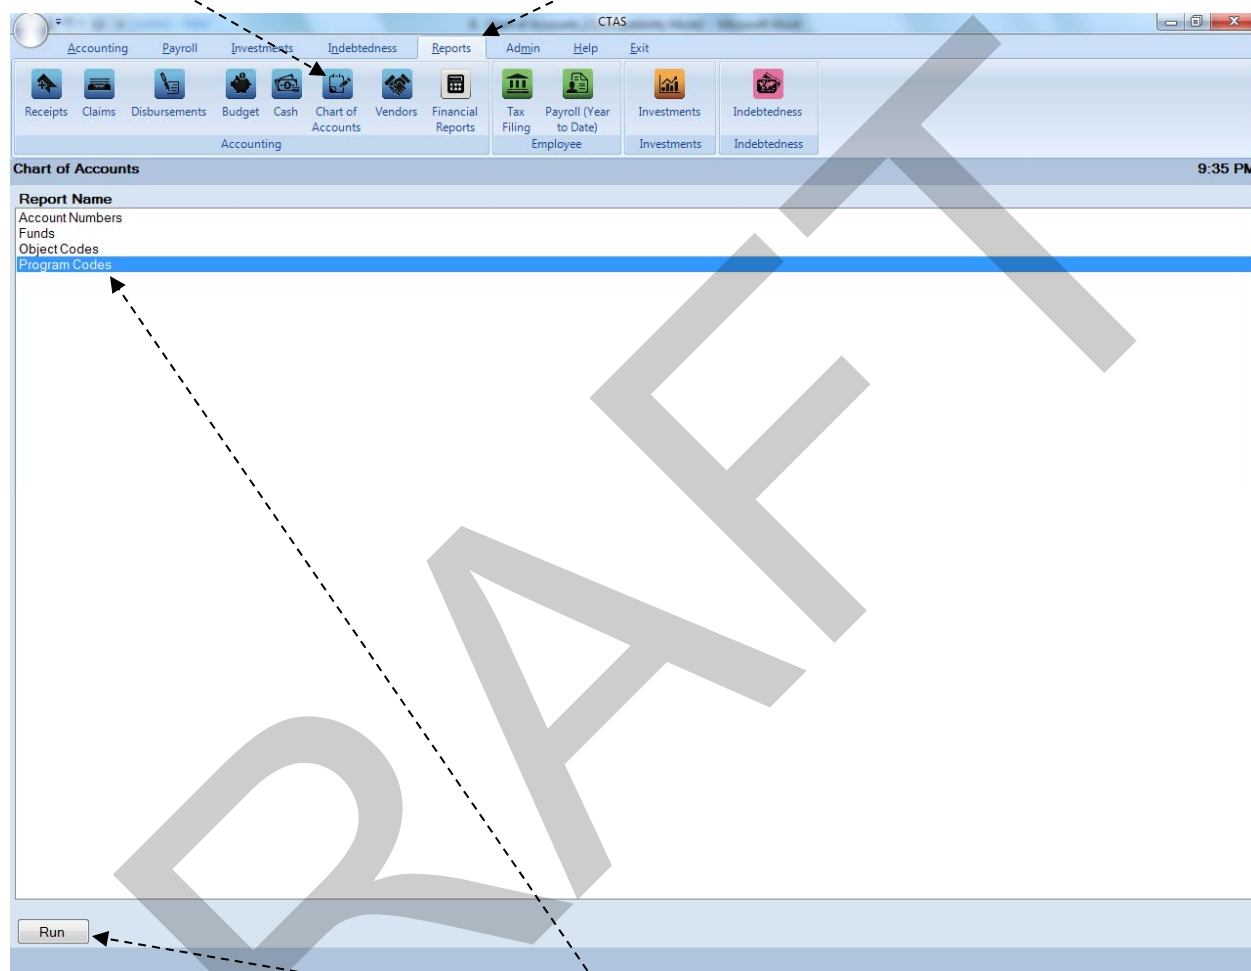 CTAS
Accounting Payroll Investments Indebtedness Reports Admin Help Exit
Receipts Claims Disbursements Budget Cash Chart of Accounts Vendors Financial Reports Tax Filing Payroll (Year to Date) Investments Indebtedness
Accounting Employee Investments Indebtedness
Chart of Accounts 9:35 PM
Report Name
Account Numbers
Funds
Object Codes
Program Codes
Run
RAFT